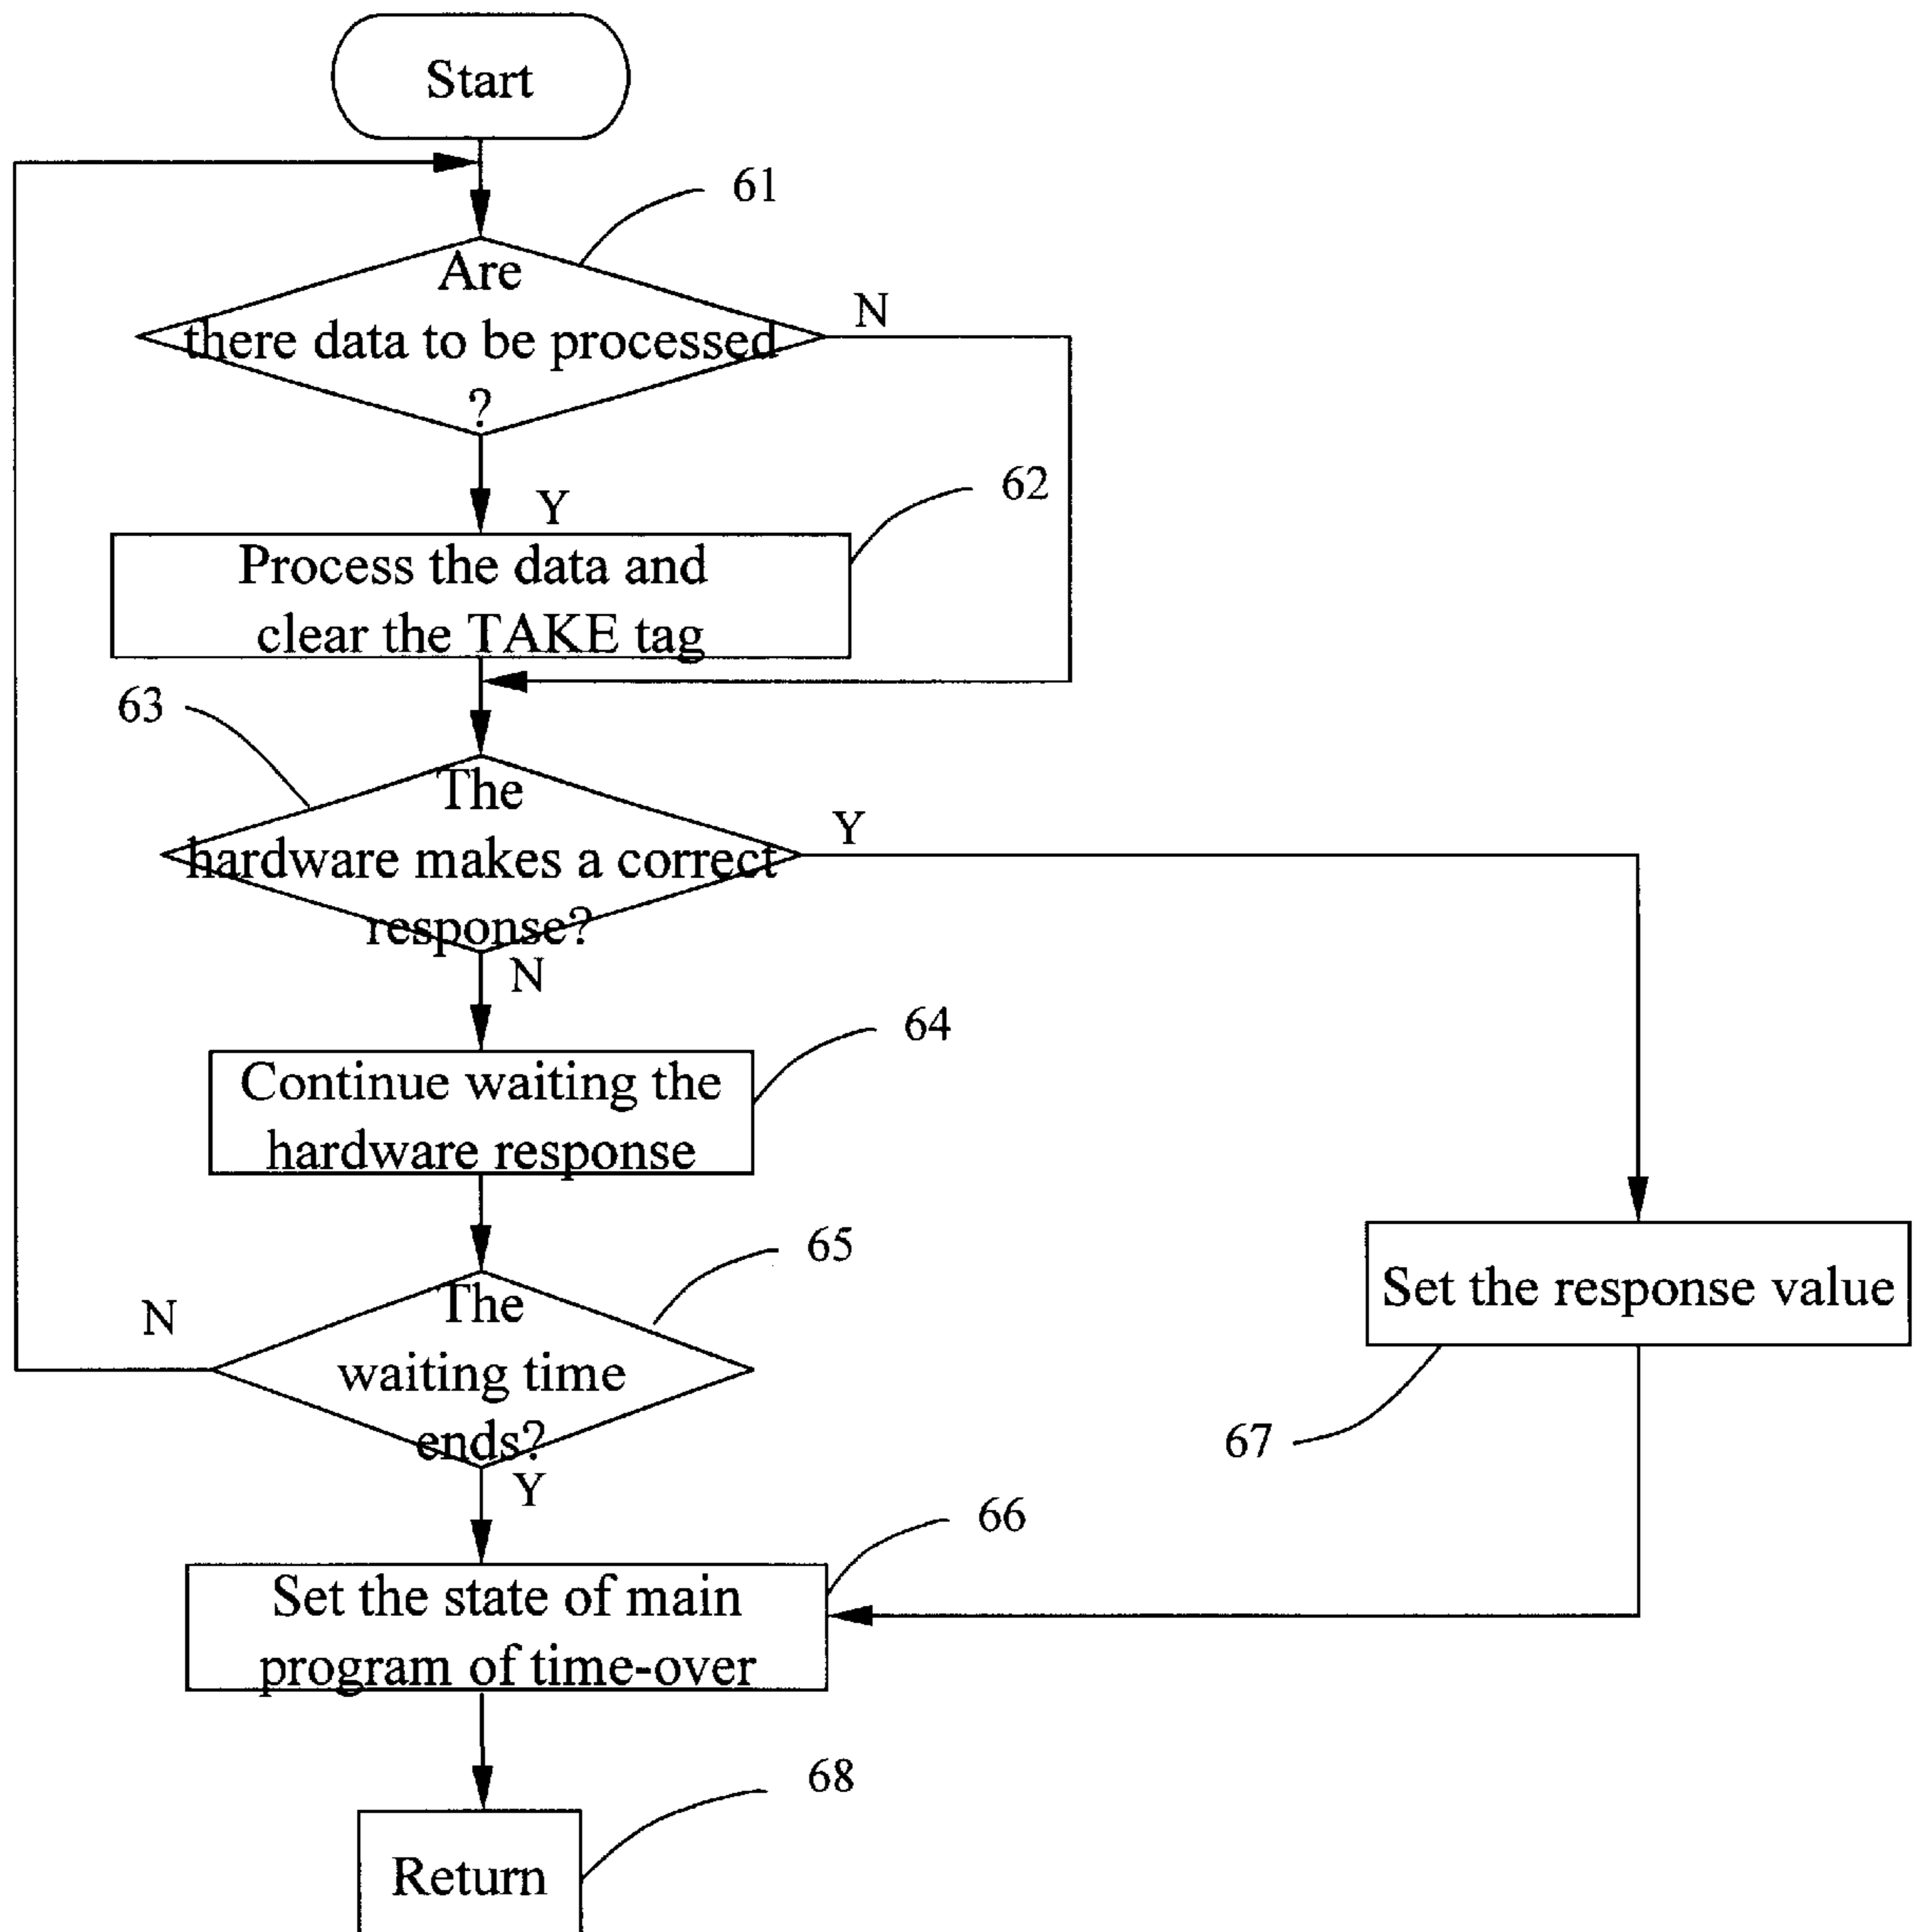 Start
61
Are
there data to be processed
?
N
Y
62
Process the data and
clear the TAKE tag
63
The
hardware makes a correct
response?
Y
N
64
Continue waiting the
hardware response
65
The
waiting time
ends?
N
Y
Set the response value
67
66
Set the state of main
program of time-over
68
Return